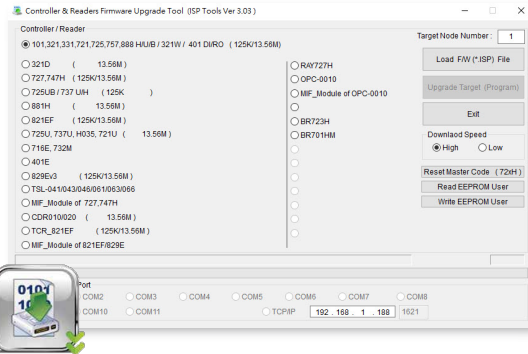 Controller & Readers Firmware Upgrade Tool (ISP Tools Ver 3.03 )
Controller / Reader
101,321,331,721,725,757,888 H/U/B / 321W / 401 DI/RO ( 125K/13.56M)
321D ( 13.56M )
727,747H ( 125K/13.56M )
725UB / 737 U/H ( 125K )
881H ( 13.56M )
821EF ( 125K/13.56M )
725U, 737U, H035, 721U ( 13.56M )
716E, 732M
401E
829Ev3 ( 125K/13.56M )
TSL-041/043/046/061/063/066
MIF_Module of 727,747H
CDR010/020 ( 13.56M )
TCR_821EF ( 125K/13.56M )
MIF_Module of 821EF/829E
RAY727H
OPC-0010
MIF_Module of OPC-0010
BR723H
BR701HM
Target Node Number : 1
Load F/W (*.ISP) File
Upgrade Target (Program)
Exit
Downlaod Speed
High Low
Reset Master Code ( 72xH )
Read EEPROM User
Write EEPROM User
Port
COM2 COM3 COM4 COM5 COM6 COM7 COM8
COM10 COM11 TCP/IP 192 . 168 . 1 . 188 1621
0101